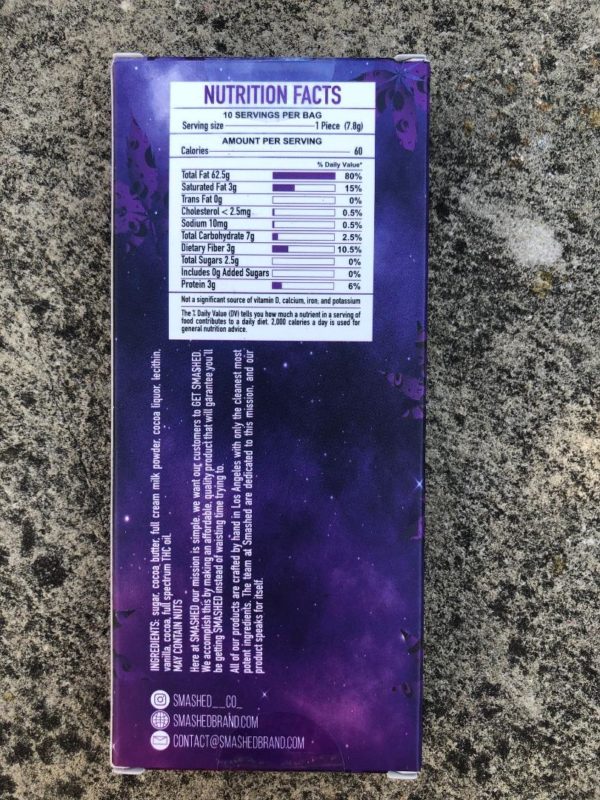 NUTRITION FACTS
10 SERVINGS PER BAG
Serving size 1 Piece (7.8g)
AMOUNT PER SERVING
Calories 60
% Daily Value*
Total Fat 62.5g 80%
Saturated Fat 3g 15%
Trans Fat 0g 0%
Cholesterol < 2.5mg 0.5%
Sodium 10mg 0.5%
Total Carbohydrate 7g 2.5%
Dietary Fiber 3g 10.5%
Total Sugars 2.5g 0%
Includes 0g Added Sugars 0%
Protein 3g 6%
Not a significant source of vitamin D, calcium, iron, and potassium
The % Daily Value (DV) tells you how much a nutrient in a serving of
food contributes to a daily diet. 2,000 calories a day is used for
general nutrition advice.
INGREDIENTS: sugar, cocoa butter, full cream milk powder, cocoa liquor, lecithin,
vanilla, cocoa, full spectrum THC oil.
MAY CONTAIN NUTS
Here at SMASHED our mission is simple, we want our customers to GET SMASHED.
We accomplish this by making an affordable, quality product that will garantee you'll
be getting SMASHED instead of waisting time trying to.
All of our products are crafted by hand in Los Angeles with only the cleanest most
potent ingredients. The team at Smashed are dedicated to this mission, and our
product speaks for itself.
SMASHED__CO_
SMASHEDBRAND.COM
CONTACT@SMASHEDBRAND.COM